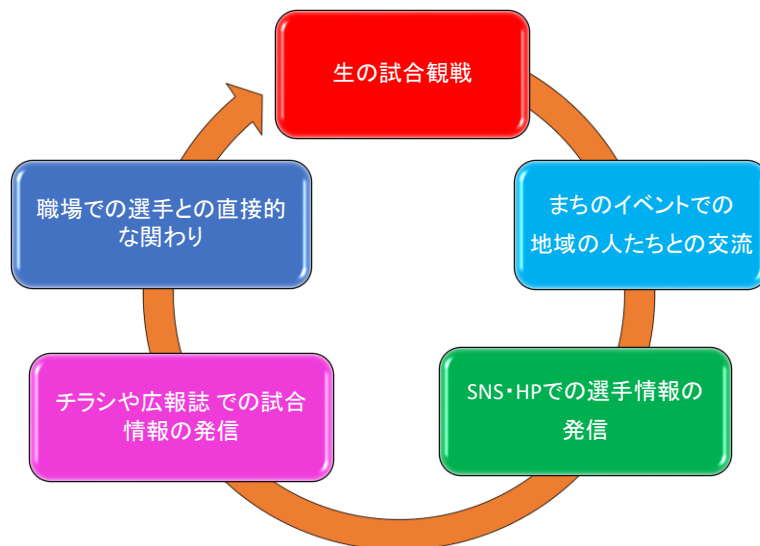 生の試合観戦
まちのイベントでの
地域の人たちとの交流
SNS・HPでの選手情報の
発信
チラシや広報誌 での試合
情報の発信
職場での選手との直接的
な関わり